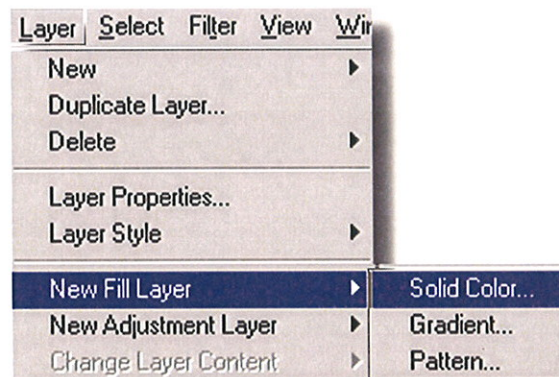 Layer Select Filter View
New
Duplicate Layer...
Delete
Layer Properties...
Layer Style
New Fill Layer
Solid Color...
New Adjustment Layer
Gradient...
Change Layer Content
Pattern...